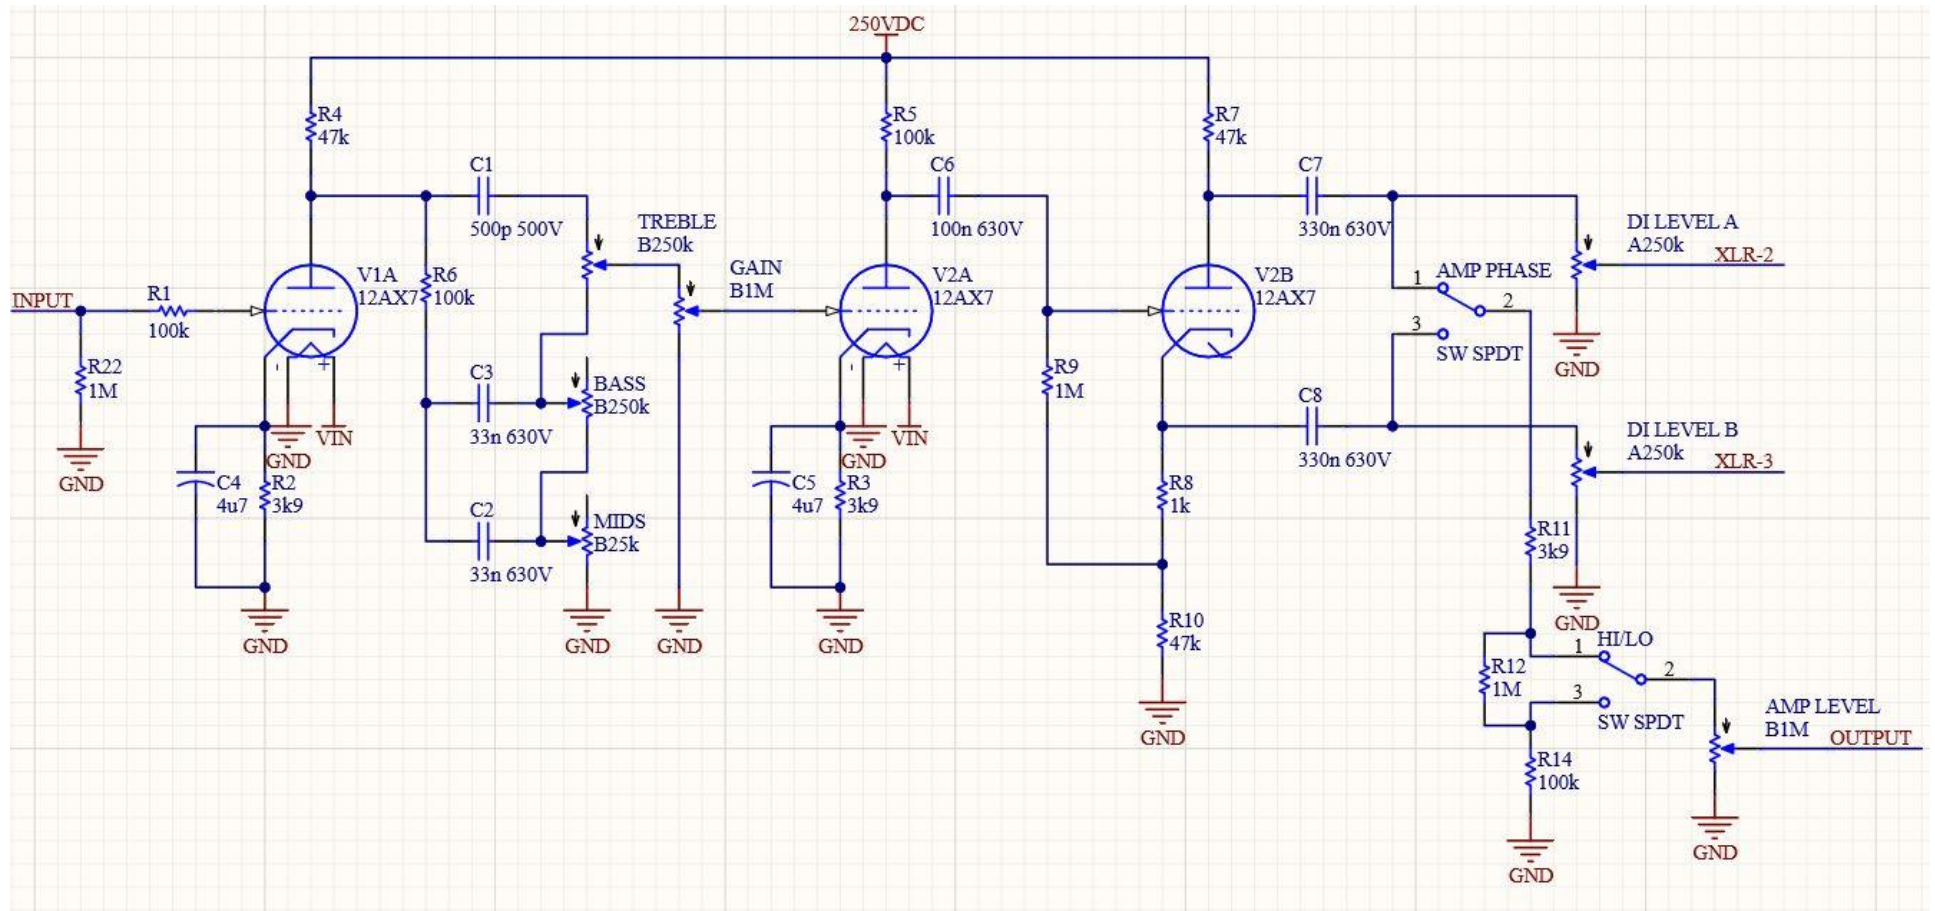 250VDC
R4
47k
R5
100k
R7
47k
C1
500p 500V
C6
100n 630V
C7
330n 630V
TREBLE
B250k
DI LEVEL A
A250k
XLR-2
INPUT
R1
100k
V1A
12AX7
R6
100k
GAIN
B1M
V2A
12AX7
V2B
12AX7
1
AMP PHASE
2
3
SW SPDT
GND
R22
1M
GND
-
+
GND
VIN
C3
33n 630V
BASS
B250k
-
+
GND
VIN
R9
1M
C8
330n 630V
DI LEVEL B
A250k
XLR-3
C4
4u7
R2
3k9
C2
33n 630V
MIDS
B25k
C5
4u7
R3
3k9
R8
1k
R11
3k9
GND
GND
GND
GND
GND
R10
47k
GND
HI/LO
1
2
3
SW SPDT
R12
1M
AMP LEVEL
B1M
OUTPUT
R14
100k
GND
GND